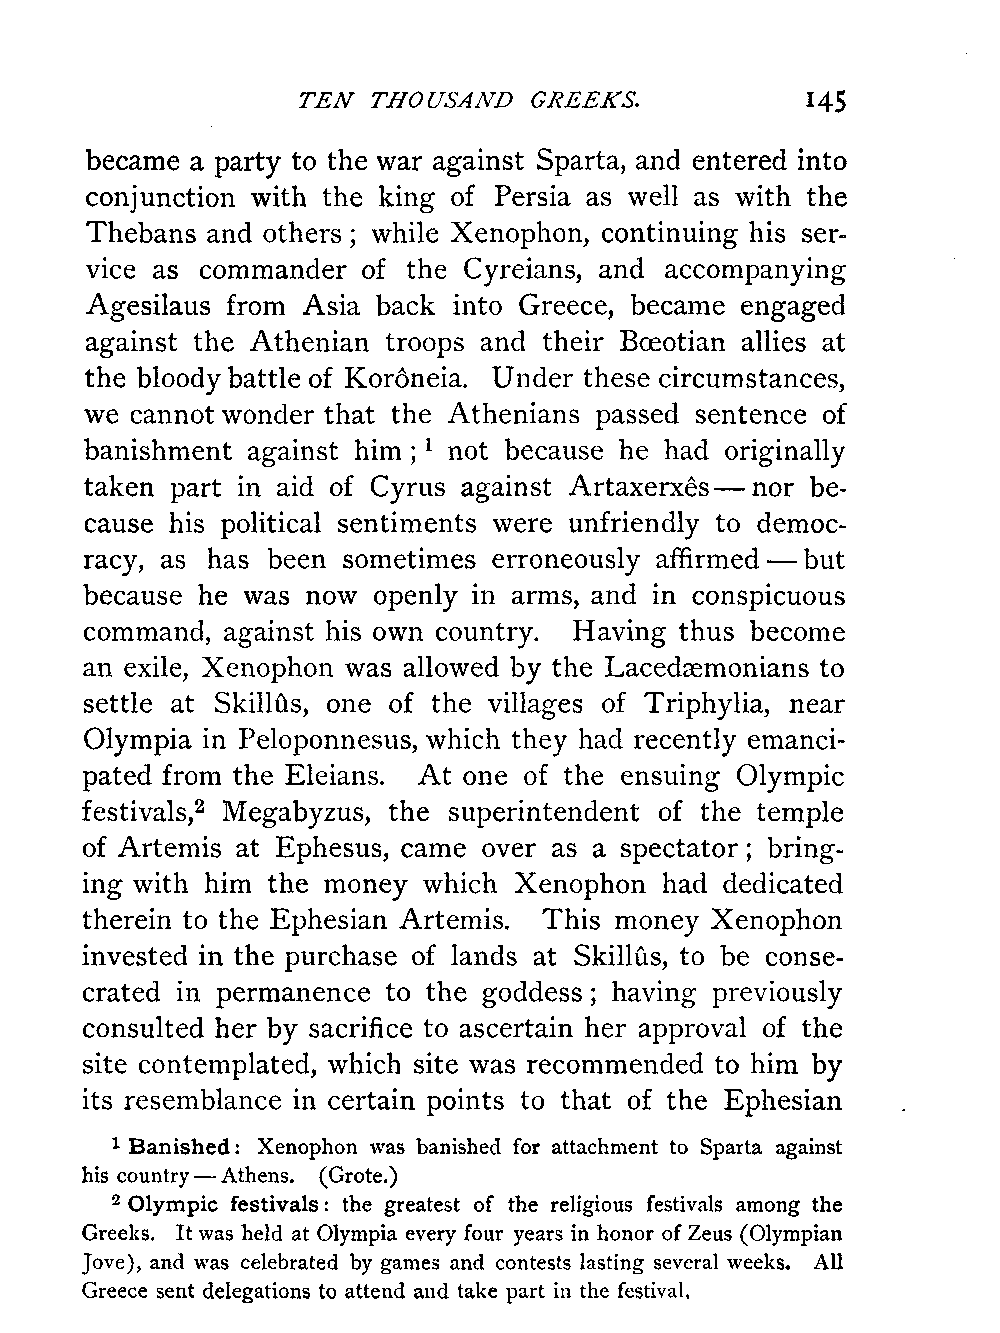 TEN THOUSAND GREEKS. 145
became a party to the war against Sparta, and entered into
conjunction with the king of Persia as well as with the
Thebans and others ; while Xenophon, continuing his ser-
vice as commander of the Cyreians, and accompanying
Agesilaus from Asia back into Greece, became engaged
against the Athenian troops and their Bœotian allies at
the bloody battle of Korôneia. Under these circumstances,
we cannot wonder that the Athenians passed sentence of
banishment against him ; ¹ not because he had originally
taken part in aid of Cyrus against Artaxerxês — nor be-
cause his political sentiments were unfriendly to democ-
racy, as has been sometimes erroneously affirmed — but
because he was now openly in arms, and in conspicuous
command, against his own country. Having thus become
an exile, Xenophon was allowed by the Lacedæmonians to
settle at Skillûs, one of the villages of Triphylia, near
Olympia in Peloponnesus, which they had recently emanci-
pated from the Eleians. At one of the ensuing Olympic
festivals,² Megabyzus, the superintendent of the temple
of Artemis at Ephesus, came over as a spectator ; bring-
ing with him the money which Xenophon had dedicated
therein to the Ephesian Artemis. This money Xenophon
invested in the purchase of lands at Skillûs, to be conse-
crated in permanence to the goddess ; having previously
consulted her by sacrifice to ascertain her approval of the
site contemplated, which site was recommended to him by
its resemblance in certain points to that of the Ephesian
¹ Banished: Xenophon was banished for attachment to Sparta against
his country — Athens. (Grote.)
² Olympic festivals: the greatest of the religious festivals among the
Greeks. It was held at Olympia every four years in honor of Zeus (Olympian
Jove), and was celebrated by games and contests lasting several weeks. All
Greece sent delegations to attend and take part in the festival.